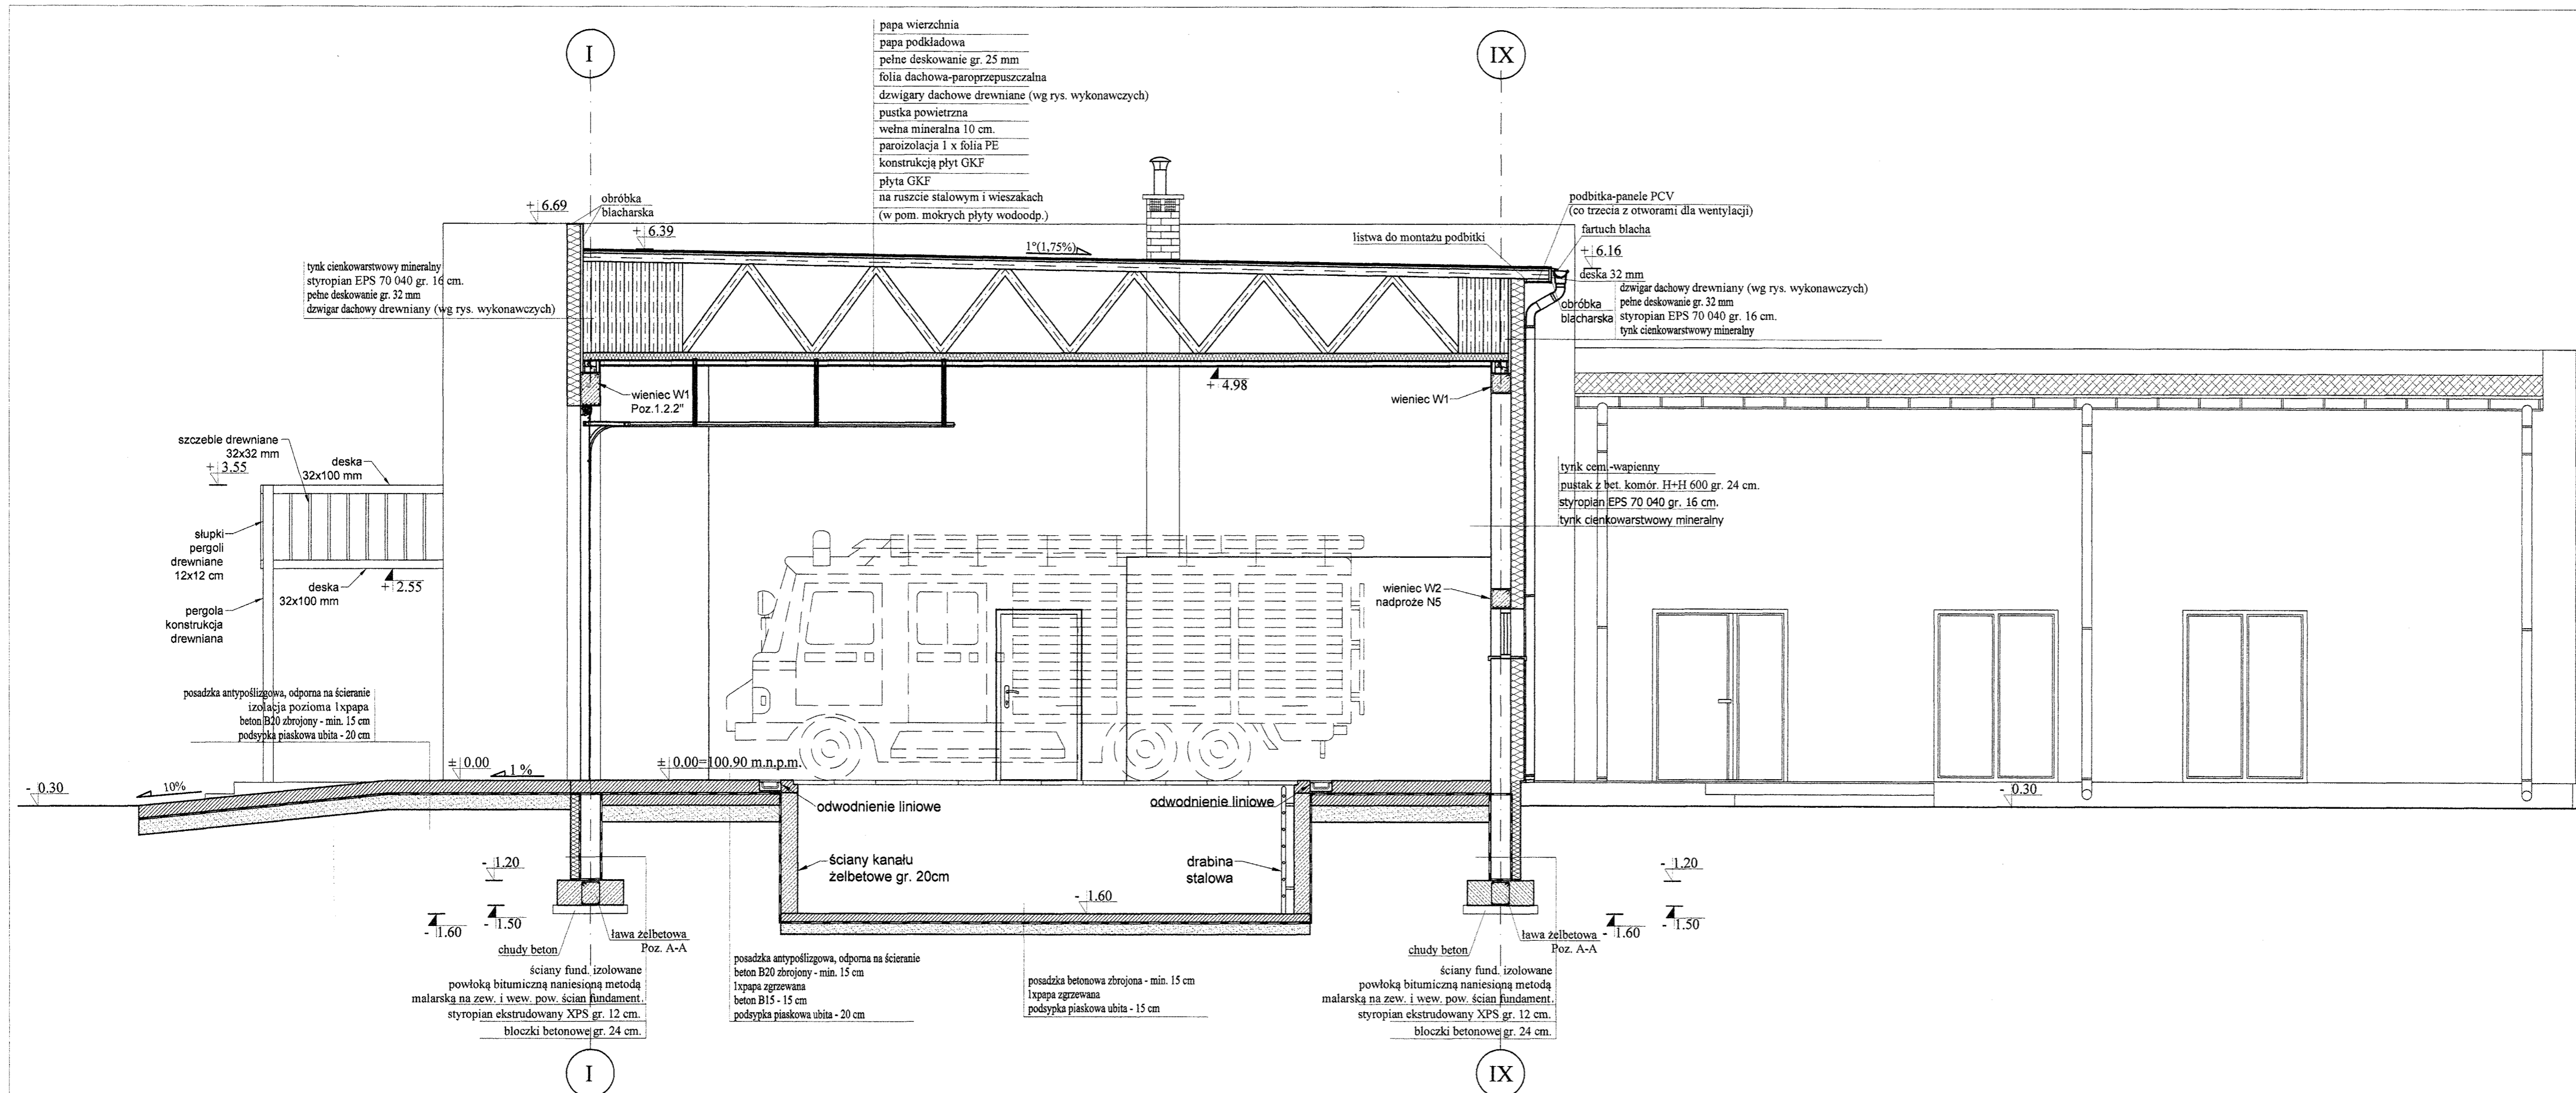 I
IX
papa wierzchnia
papa podkładowa
pełne deskowanie gr. 25 mm
folia dachowa-paroprzepuszczalna
dzwigary dachowe drewniane (wg rys. wykonawczych)
pustka powietrzna
wełna mineralna 10 cm.
paroizolacja 1 x folia PE
konstrukcją płyt GKF
płyta GKF
na ruszcie stalowym i wieszakach
(w pom. mokrych płyty wodoodp.)
+ 6.69
obróbka
blacharska
+ 6.39
1°(1,75%)
podbitka-panele PCV
(co trzecia z otworami dla wentylacji)
fartuch blacha
listwa do montażu podbitki
+ 6.16
deska 32 mm
tynk cienkowarstwowy mineralny
styropian EPS 70 040 gr. 16 cm.
pełne deskowanie gr. 32 mm
dzwigar dachowy drewniany (wg rys. wykonawczych)
dzwigar dachowy drewniany (wg rys. wykonawczych)
pełne deskowanie gr. 32 mm
styropian EPS 70 040 gr. 16 cm.
tynk cienkowarstwowy mineralny
obróbka
blacharska
+ 4.98
wieniec W1
Poz.1.2.2"
wieniec W1
szczeble drewniane
32x32 mm
+ 3.55
deska
32x100 mm
słupki
pergoli
drewniane
12x12 cm
deska
32x100 mm
+ 2.55
pergola
konstrukcja
drewniana
tynk cem.-wapienny
pustak z bet. komór. H+H 600 gr. 24 cm.
styropian EPS 70 040 gr. 16 cm.
tynk cienkowarstwowy mineralny
wieniec W2
nadproże N5
posadzka antypoślizgowa, odporna na ścieranie
izolacja pozioma 1xpapa
beton B20 zbrojony - min. 15 cm
podsypka piaskowa ubita - 20 cm
- 0.30
10%
± 0.00
1 %
± 0.00=100.90 m.n.p.m.
odwodnienie liniowe
odwodnienie liniowe
- 0.30
ściany kanału
żelbetowe gr. 20cm
drabina
stalowa
- 1.20
- 1.60
- 1.50
- 1.60
- 1.20
- 1.60
- 1.50
chudy beton
ława żelbetowa
Poz. A-A
chudy beton
ława żelbetowa
Poz. A-A
ściany fund. izolowane
powłoką bitumiczną naniesioną metodą
malarską na zew. i wew. pow. ścian fundament.
styropian ekstrudowany XPS gr. 12 cm.
bloczki betonowe gr. 24 cm.
posadzka antypoślizgowa, odporna na ścieranie
beton B20 zbrojony - min. 15 cm
1xpapa zgrzewana
beton B15 - 15 cm
podsypka piaskowa ubita - 20 cm
posadzka betonowa zbrojona - min. 15 cm
1xpapa zgrzewana
podsypka piaskowa ubita - 15 cm
ściany fund. izolowane
powłoką bitumiczną naniesioną metodą
malarską na zew. i wew. pow. ścian fundament.
styropian ekstrudowany XPS gr. 12 cm.
bloczki betonowe gr. 24 cm.
I
IX